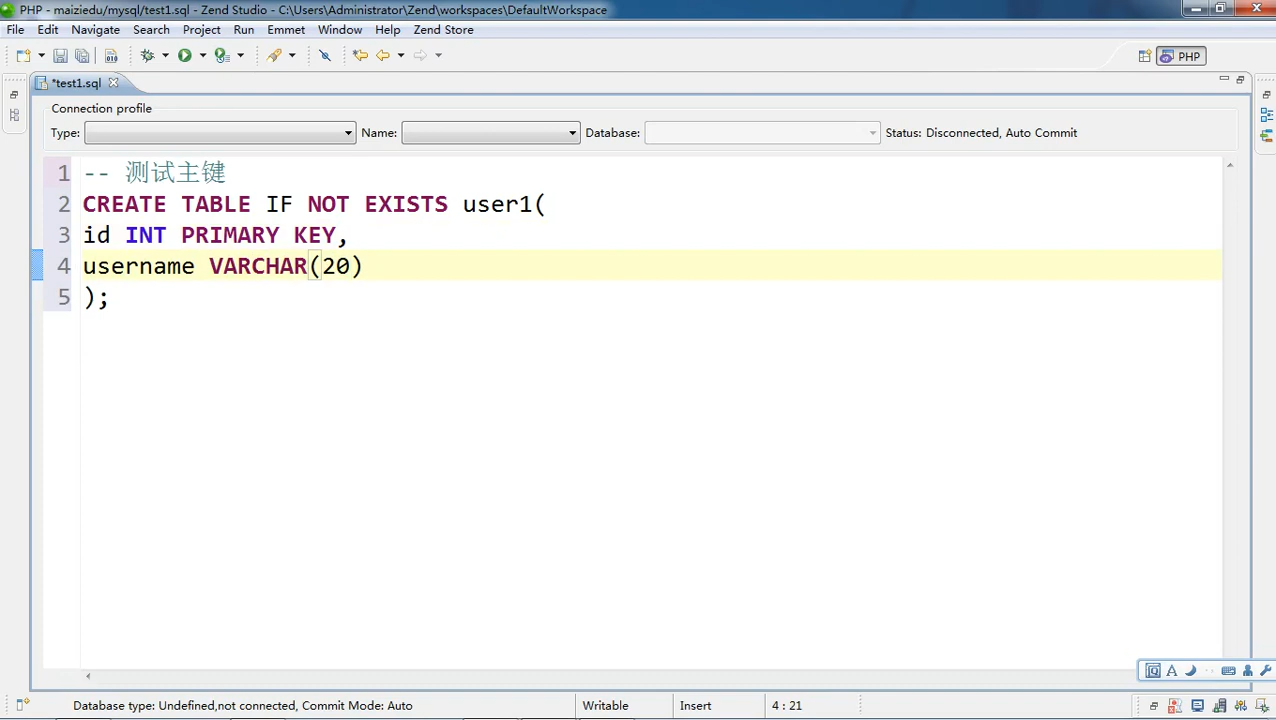 PHP - maiziedu/mysql/test1.sql - Zend Studio - C:\Users\Administrator\Zend\workspaces\DefaultWorkspace
File Edit Navigate Search Project Run Emmet Window Help Zend Store
PHP
*test1.sql
Connection profile
Type: Name: Database: Status: Disconnected, Auto Commit
1 -- 测试主键
2 CREATE TABLE IF NOT EXISTS user1(
3 id INT PRIMARY KEY,
4 username VARCHAR(20)
5 );
Database type: Undefined,not connected, Commit Mode: Auto Writable Insert 4 : 21